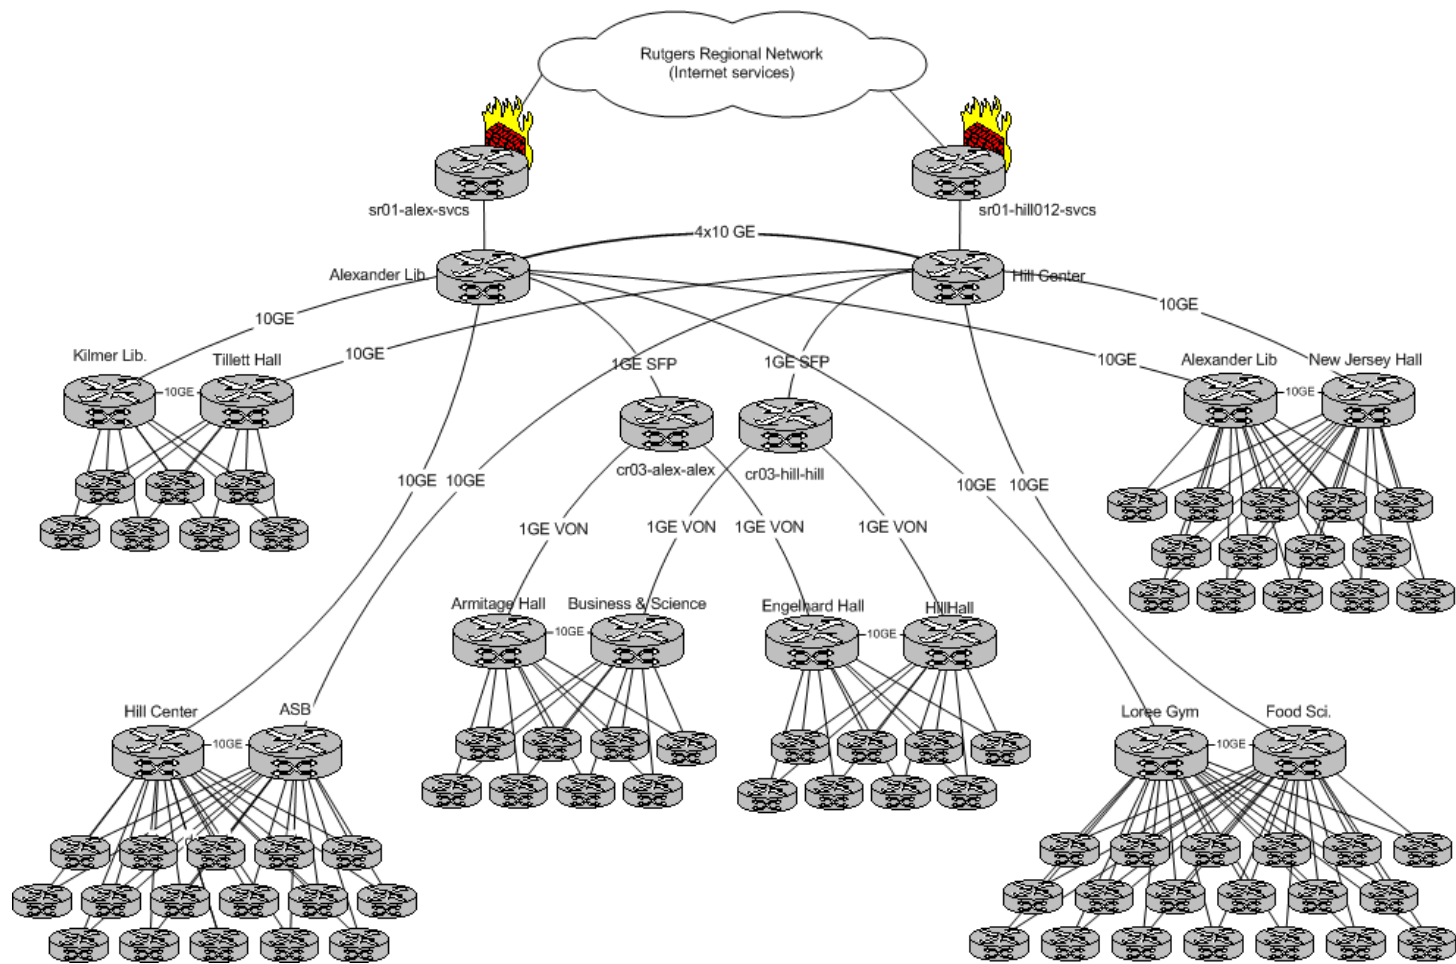 Rutgers Regional Network
(Internet services)
sr01-alex-svcs
sr01-hill012-svcs
4x10 GE
Alexander Lib.
Hill Center
10GE
10GE
Kilmer Lib.
Tillett Hall
10GE
1GE SFP
1GE SFP
10GE
Alexander Lib
New Jersey Hall
10GE
10GE
cr03-alex-alex
cr03-hill-hill
10GE
10GE
10GE
10GE
1GE VON
1GE VON
1GE VON
1GE VON
Armitage Hall
Business & Science
Engelhard Hall
HillHall
10GE
10GE
Hill Center
ASB
Loree Gym
Food Sci.
10GE
10GE